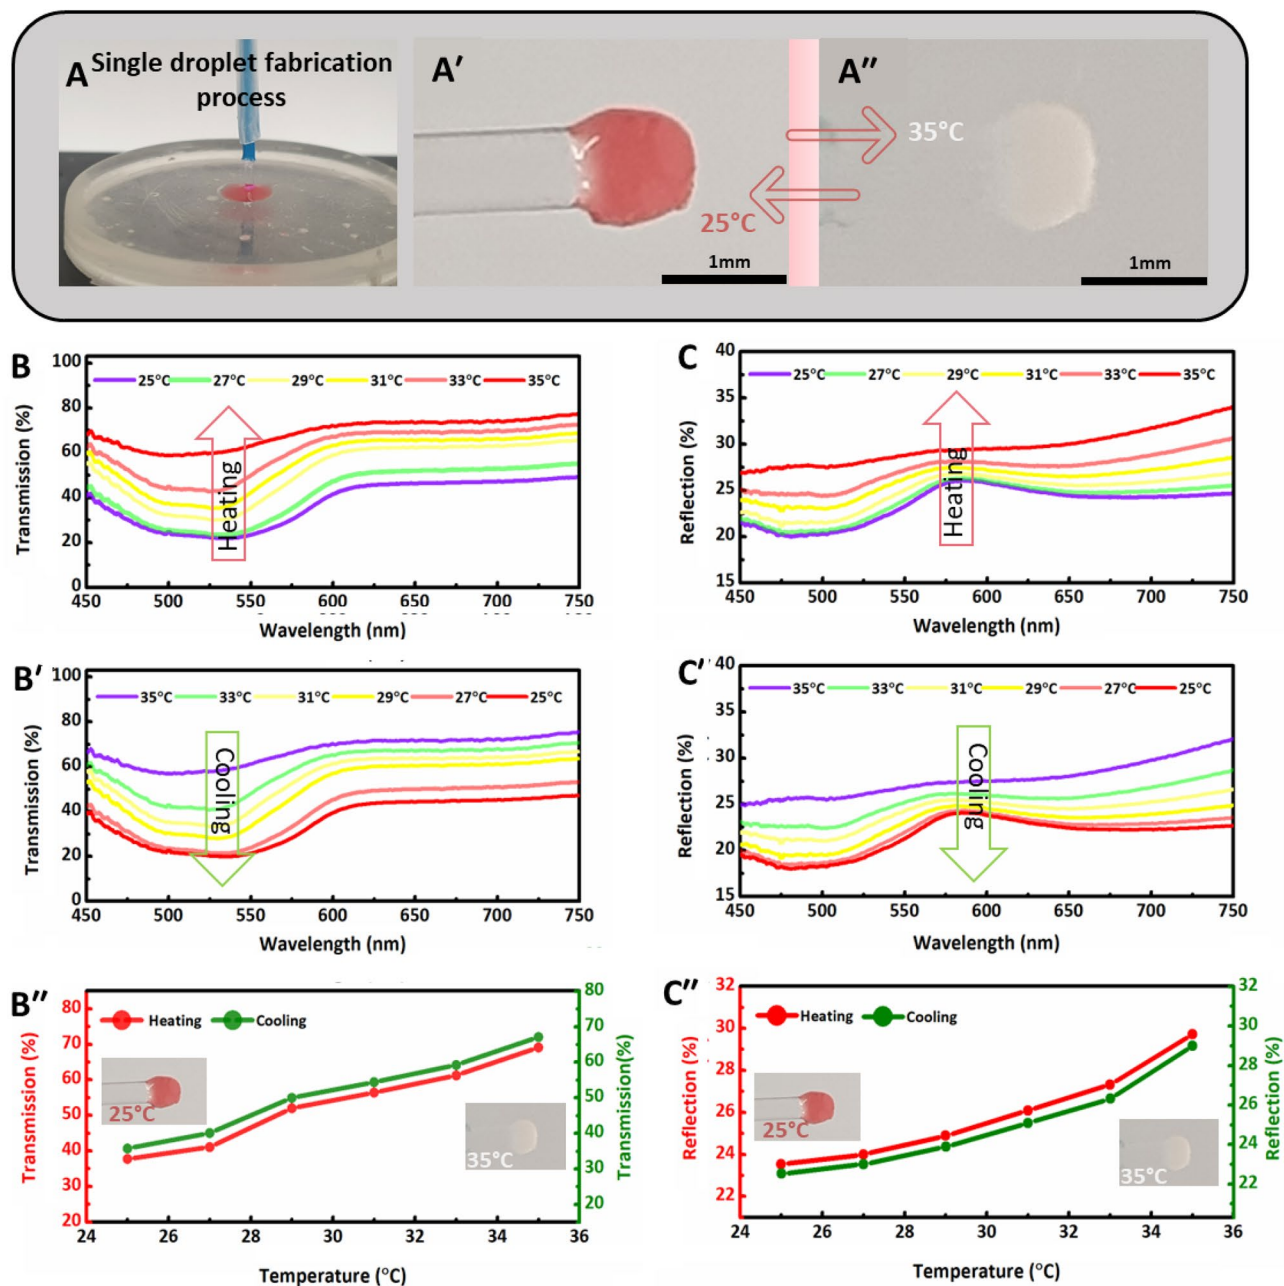 A Single droplet fabrication
process
A′
A″
35°C
25°C
1mm
1mm
B
100
80
60
40
20
0
Transmission (%)
25°C 27°C 29°C 31°C 33°C 35°C
Heating
450 500 550 600 650 700 750
Wavelength (nm)
C
40
35
30
25
20
15
Reflection (%)
25°C 27°C 29°C 31°C 33°C 35°C
Heating
450 500 550 600 650 700 750
Wavelength (nm)
B′
100
80
60
40
20
0
Transmisssion (%)
35°C 33°C 31°C 29°C 27°C 25°C
Cooling
450 500 550 600 650 700 750
Wavelength (nm)
C′
40
35
30
25
20
15
Reflection (%)
35°C 33°C 31°C 29°C 27°C 25°C
Cooling
450 500 550 600 650 700 750
Wavelength (nm)
B″
80
70
60
50
40
30
20
Transmission (%)
Heating Cooling
25°C
35°C
80
70
60
50
40
30
20
Transmission(%)
24 26 28 30 32 34 36
Temperature (°C)
C″
32
30
28
26
24
22
Reflection (%)
Heating Cooling
25°C
35°C
32
30
28
26
24
22
Reflection (%)
24 26 28 30 32 34 36
Temperature (°C)